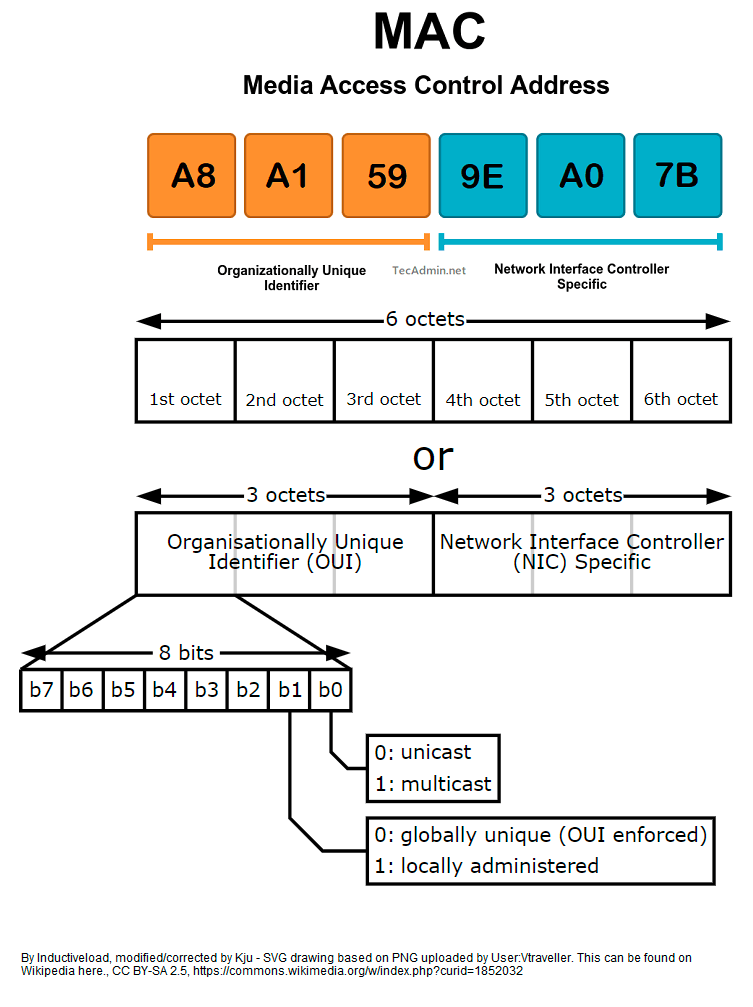 MAC
Media Access Control Address
A8 A1 59 9E A0 7B
Organizationally Unique
Identifier
TecAdmin.net
Network Interface Controller
Specific
6 octets
1st octet 2nd octet 3rd octet 4th octet 5th octet 6th octet
or
3 octets 3 octets
Organisationally Unique
Identifier (OUI)
Network Interface Controller
(NIC) Specific
8 bits
b7 b6 b5 b4 b3 b2 b1 b0
0: unicast
1: multicast
0: globally unique (OUI enforced)
1: locally administered
By Inductiveload, modified/corrected by Kju - SVG drawing based on PNG uploaded by User:Vtraveller. This can be found on
Wikipedia here., CC BY-SA 2.5, https://commons.wikimedia.org/w/index.php?curid=1852032